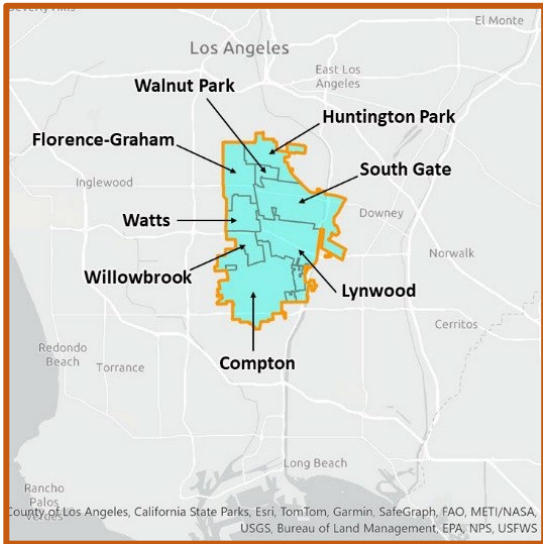 El Monte
Los Angeles
East Los
Angeles
Walnut Park
Huntington Park
Florence-Graham
South Gate
Inglewood
Downey
Watts
Norwalk
Willowbrook
Lynwood
Cerritos
Redondo
Beach
Torrance
Compton
Long Beach
Rancho
Palos
County of Los Angeles, California State Parks, Esri, TomTom, Garmin, SafeGraph, FAO, METI/NASA,
USGS, Bureau of Land Management, EPA, NPS, USFWS